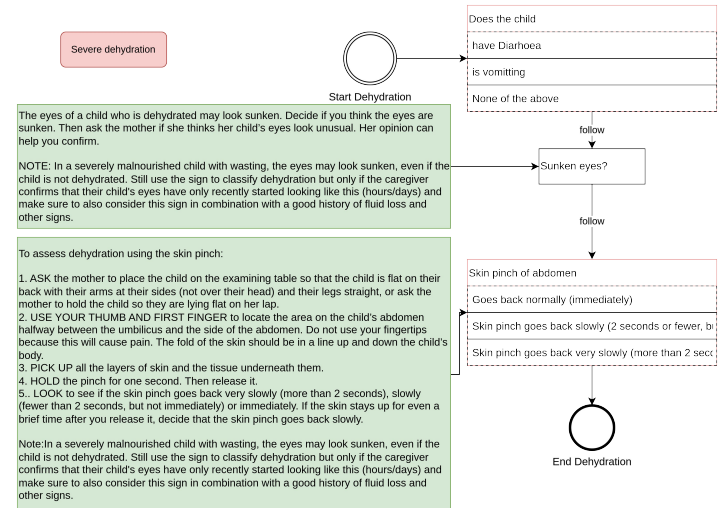 Severe dehydration
Start Dehydration
Does the child
have Diarhoea
is vomitting
None of the above
follow
The eyes of a child who is dehydrated may look sunken. Decide if you think the eyes are
sunken. Then ask the mother if she thinks her child's eyes look unusual. Her opinion can
help you confirm.
NOTE: In a severely malnourished child with wasting, the eyes may look sunken, even if the
child is not dehydrated. Still use the sign to classify dehydration but only if the caregiver
confirms that their child's eyes have only recently started looking like this (hours/days) and
make sure to also consider this sign in combination with a good history of fluid loss and
other signs.
Sunken eyes?
follow
To assess dehydration using the skin pinch:
1. ASK the mother to place the child on the examining table so that the child is flat on their
back with their arms at their sides (not over their head) and their legs straight, or ask the
mother to hold the child so they are lying flat on her lap.
2. USE YOUR THUMB AND FIRST FINGER to locate the area on the child's abdomen
halfway between the umbilicus and the side of the abdomen. Do not use your fingertips
because this will cause pain. The fold of the skin should be in a line up and down the child's
body.
3. PICK UP all the layers of skin and the tissue underneath them.
4. HOLD the pinch for one second. Then release it.
5.. LOOK to see if the skin pinch goes back very slowly (more than 2 seconds), slowly
(fewer than 2 seconds, but not immediately) or immediately. If the skin stays up for even a
brief time after you release it, decide that the skin pinch goes back slowly.
Note:In a severely malnourished child with wasting, the eyes may look sunken, even if the
child is not dehydrated. Still use the sign to classify dehydration but only if the caregiver
confirms that their child's eyes have only recently started looking like this (hours/days) and
make sure to also consider this sign in combination with a good history of fluid loss and
other signs.
Skin pinch of abdomen
Goes back normally (immediately)
Skin pinch goes back slowly (2 seconds or fewer,
Skin pinch goes back very slowly (more than 2
End Dehydration